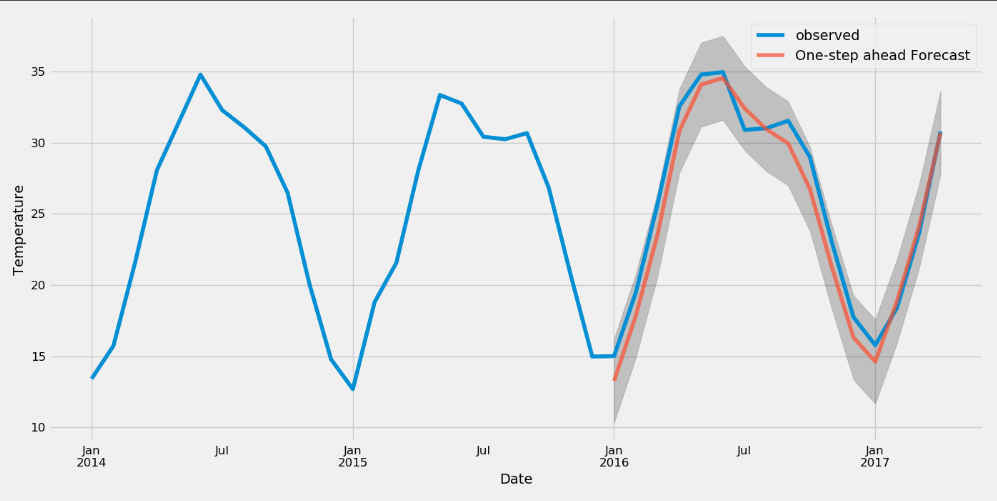 observed
One-step ahead Forecast
Temperature
35
30
25
20
15
10
Jan
2014
Jul
Jan
2015
Jul
Jan
2016
Jul
Jan
2017
Date